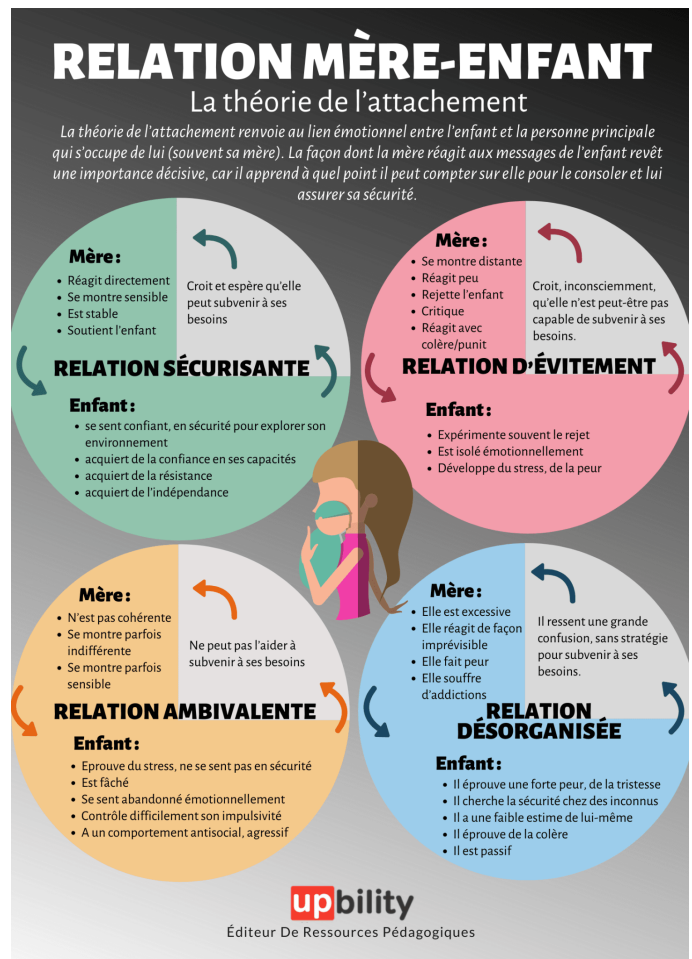 RELATION MÈRE-ENFANT
La théorie de l'attachement
La théorie de l'attachement renvoie au lien émotionnel entre l'enfant et la personne principale
qui s'occupe de lui (souvent sa mère). La façon dont la mère réagit aux messages de l'enfant revêt
une importance décisive, car il apprend à quel point il peut compter sur elle pour le consoler et lui
assurer sa sécurité.
Mère :
• Réagit directement
• Se montre sensible
• Est stable
• Soutient l'enfant
Croit et espère qu'elle
peut subvenir à ses
besoins
RELATION SÉCURISANTE
Enfant :
• se sent confiant, en sécurité pour explorer son
environnement
• acquiert de la confiance en ses capacités
• acquiert de la résistance
• acquiert de l'indépendance
Mère :
• Se montre distante
• Réagit peu
• Rejette l'enfant
• Critique
• Réagit avec
colère/punit
Croit, inconsciemment,
qu'elle n'est peut-être pas
capable de subvenir à ses
besoins.
RELATION D'ÉVITEMENT
Enfant :
• Expérimente souvent le rejet
• Est isolé émotionnellement
• Développe du stress, de la peur
Mère :
• N'est pas cohérente
• Se montre parfois
indifférente
• Se montre parfois
sensible
Ne peut pas l'aider à
subvenir à ses besoins
RELATION AMBIVALENTE
Enfant :
• Eprouve du stress, ne se sent pas en sécurité
• Est fâché
• Se sent abandonné émotionnellement
• Contrôle difficilement son impulsivité
• A un comportement antisocial, agressif
Mère :
• Elle est excessive
• Elle réagit de façon
imprévisible
• Elle fait peur
• Elle souffre
d'addictions
Il ressent une grande
confusion, sans stratégie
pour subvenir à ses
besoins.
RELATION
DÉSORGANISÉE
Enfant :
• Il éprouve une forte peur, de la tristesse
• Il cherche la sécurité chez des inconnus
• Il a une faible estime de lui-même
• Il éprouve de la colère
• Il est passif
upbility
Éditeur De Ressources Pédagogiques